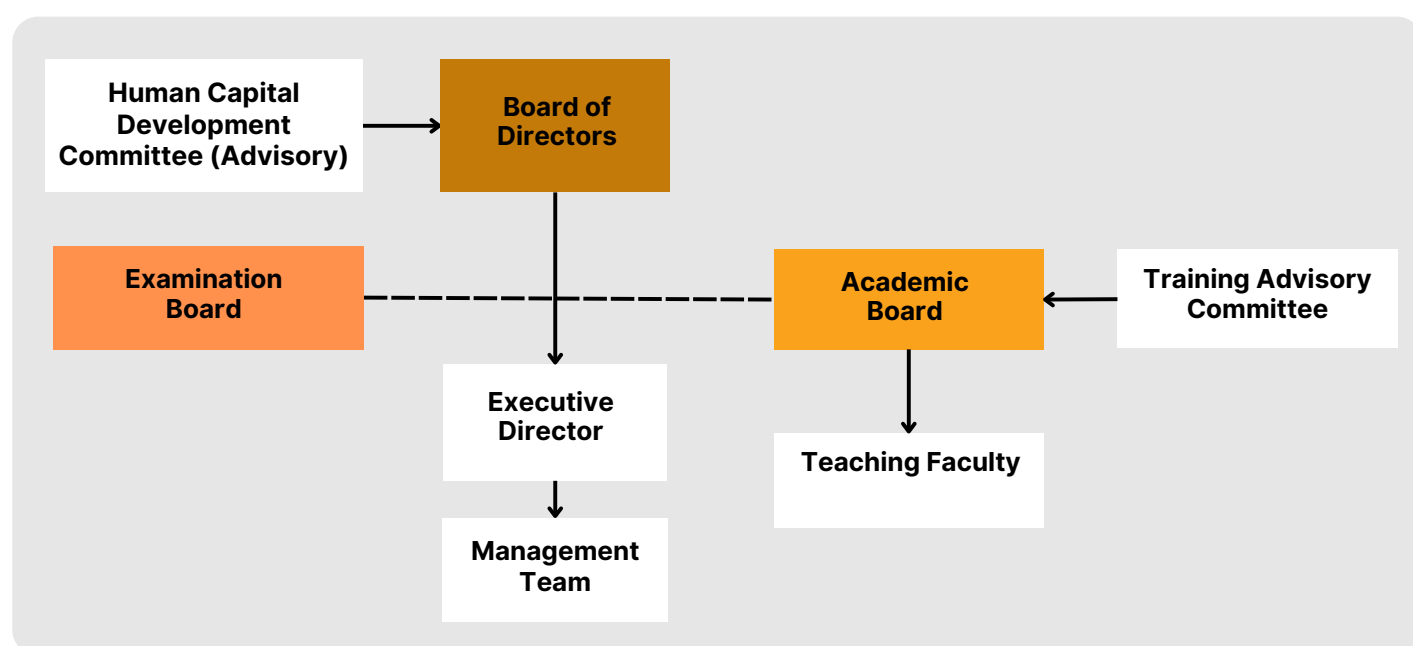 Human Capital
Development
Committee (Advisory)
Board of
Directors
Examination
Board
Academic
Board
Training Advisory
Committee
Executive
Director
Teaching Faculty
Management
Team